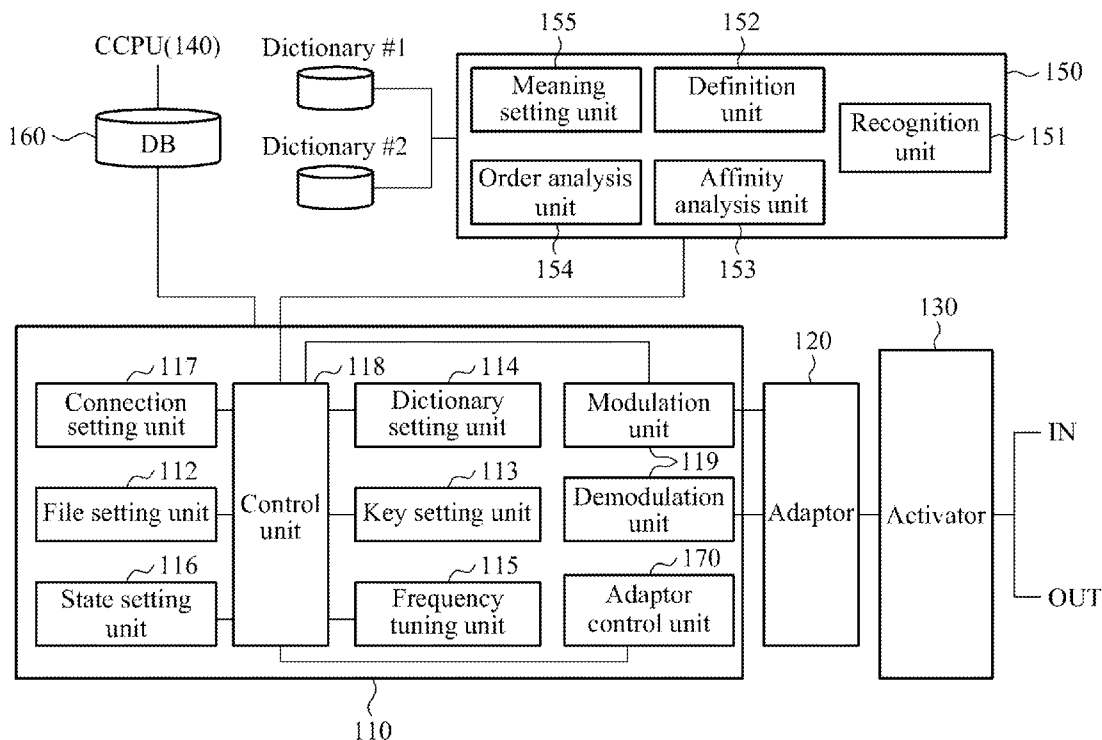 CCPU(140)
160
DB
Dictionary #1
Dictionary #2
155
152
150
Meaning
setting unit
Definition
unit
Recognition
unit
151
Order analysis
unit
Affinity
analysis unit
154
153
117
118
114
120
130
Connection
setting unit
Dictionary
setting unit
Modulation
unit
IN
112
113
119
File setting unit
Control
unit
Key setting unit
Demodulation
unit
Adaptor
Activator
116
115
170
State setting
unit
Frequency
tuning unit
Adaptor
control unit
OUT
110